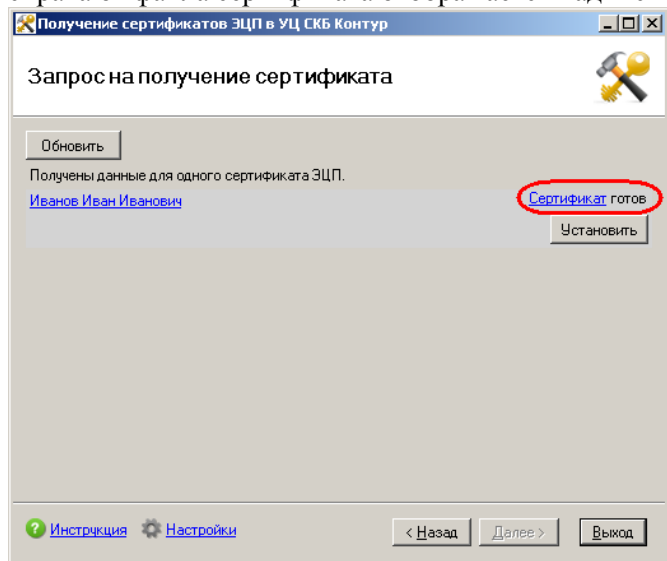 Получение сертификатов ЭЦП в УЦ СКБ Контур
Запрос на получение сертификата
Обновить
Получены данные для одного сертификата ЭЦП.
Иванов Иван Иванович
Сертификат готов
Установить
Инструкция Настройки < Назад Далее > Выход